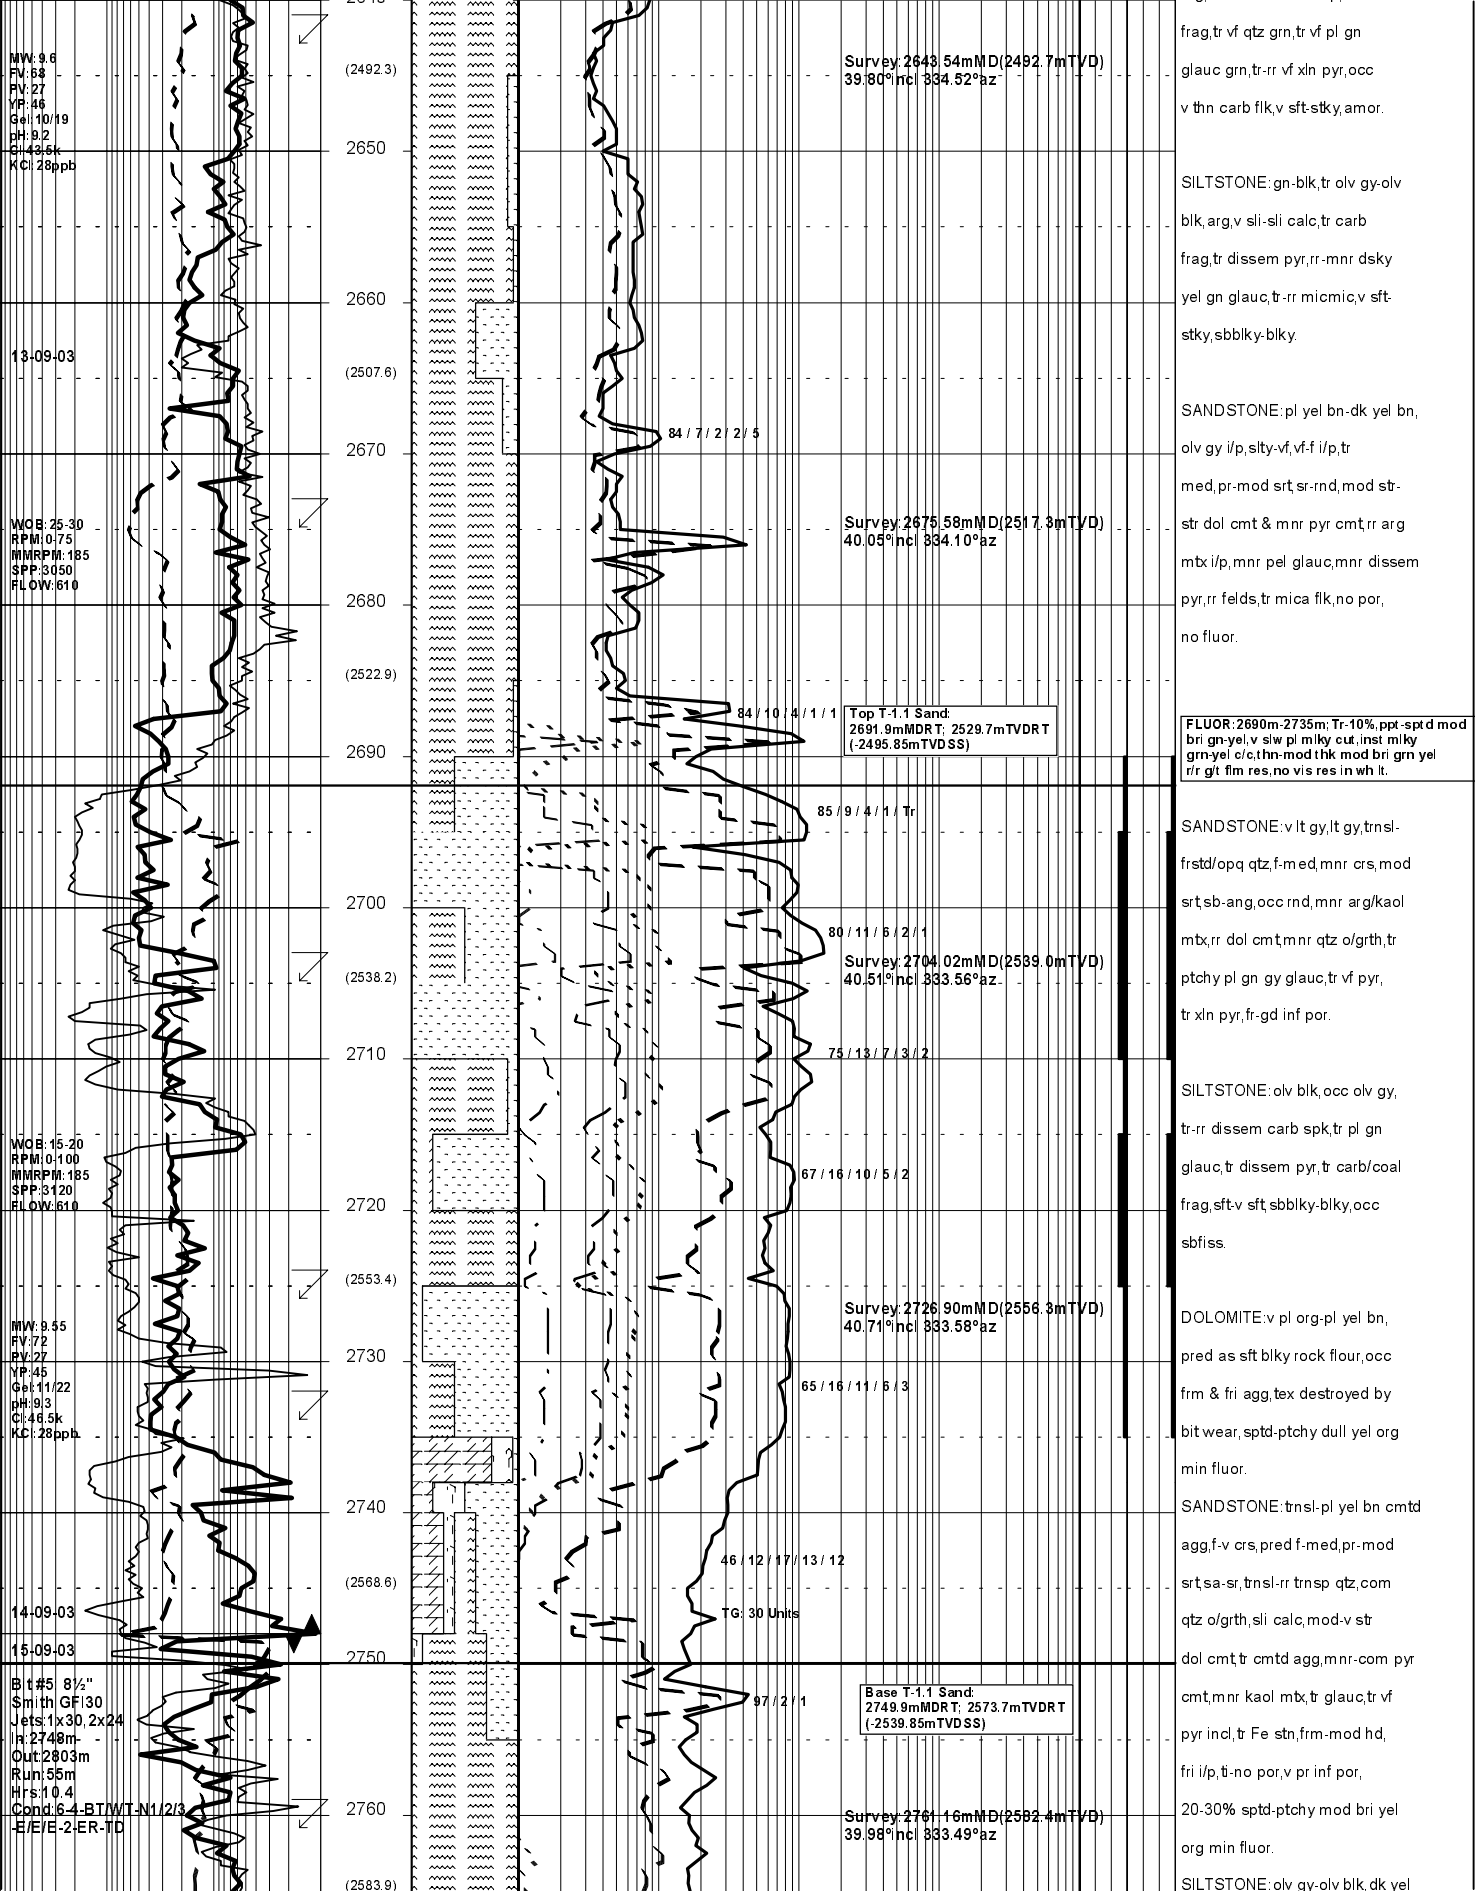 MW:9.6
FV:68
PV:27
YP:46
Gel:10/19
pH:9.2
Cl:43.5k
KCl:28ppb
13-09-03
WOB:25-30
RPM:0-75
MMRPM:185
SPP:3050
FLOW:610
WOB:15-20
RPM:0-100
MMRPM:185
SPP:3120
FLOW:610
MW:9.55
FV:72
PV:27
YP:45
Gel:11/22
pH:9.3
Cl:46.5k
KCl:28ppb
14-09-03
15-09-03
Bit #5 8½"
Smith GFI30
Jets:1x30,2x24
In:2748m
Out:2803m
Run:55m
Hrs:10.4
Cond:6-4-BT/WT-N1/2/3
-E/E/E-2-ER-TD
(2492.3)
2650
2660
(2507.6)
2670
2680
(2522.9)
2690
2700
(2538.2)
2710
2720
(2553.4)
2730
2740
(2568.6)
2750
2760
(2583.9)
Survey:2643.54mMD(2492.7mTVD)
39.80°incl 334.52°az
84 / 7 / 2 / 2 / 5
Survey:2675.58mMD(2517.3mTVD)
40.05°incl 334.10°az
84 / 10 / 4 / 1 / 1
Top T-1.1 Sand:
2691.9mMDRT; 2529.7mTVDRT
(-2495.85mTVDSS)
85 / 9 / 4 / 1 / Tr
80 / 11 / 6 / 2 / 1
Survey:2704.02mMD(2539.0mTVD)
40.51°incl 333.56°az
75 / 13 / 7 / 3 / 2
67 / 16 / 10 / 5 / 2
Survey:2726.90mMD(2556.3mTVD)
40.71°incl 333.58°az
65 / 16 / 11 / 6 / 3
46 / 12 / 17 / 13 / 12
TG: 30 Units
97 / 2 / 1
Base T-1.1 Sand:
2749.9mMDRT; 2573.7mTVDRT
(-2539.85mTVDSS)
Survey:2761.16mMD(2582.4mTVD)
39.98°incl 333.49°az
frag,tr vf qtz grn,tr vf pl gn
glauc grn,tr-rr vf xln pyr,occ
v thn carb flk,v sft-stky,amor.
SILTSTONE:gn-blk,tr olv gy-olv
blk,arg,v sli-sli calc,tr carb
frag,tr dissem pyr,rr-mnr dsky
yel gn glauc,tr-rr micmic,v sft-
stky,sbblky-blky.
SANDSTONE:pl yel bn-dk yel bn,
olv gy i/p,slty-vf,vf-f i/p,tr
med,pr-mod srt,sr-rnd,mod str-
str dol cmt & mnr pyr cmt,rr arg
mtx i/p,mnr pel glauc,mnr dissem
pyr,rr felds,tr mica flk,no por,
no fluor.
FLUOR:2690m-2735m;Tr-10%,ppt-sptd mod
bri gn-yel,v slw pl mlky cut,inst mlky
grn-yel c/c,thn-mod thk mod bri grn yel
r/r g/t flm res,no vis res in wh lt.
SANDSTONE:v lt gy,lt gy,trnsl-
frstd/opq qtz,f-med,mnr crs,mod
srt,sb-ang,occ rnd,mnr arg/kaol
mtx,rr dol cmt,mnr qtz o/grth,tr
ptchy pl gn gy glauc,tr vf pyr,
tr xln pyr,fr-gd inf por.
SILTSTONE:olv blk,occ olv gy,
tr-rr dissem carb spk,tr pl gn
glauc,tr dissem pyr,tr carb/coal
frag,sft-v sft,sbblky-blky,occ
sbfiss.
DOLOMITE:v pl org-pl yel bn,
pred as sft blky rock flour,occ
frm & fri agg,tex destroyed by
bit wear,sptd-ptchy dull yel org
min fluor.
SANDSTONE:trnsl-pl yel bn cmtd
agg,f-v crs,pred f-med,pr-mod
srt,sa-sr,trnsl-rr trnsp qtz,com
qtz o/grth,sli calc,mod-v str
dol cmt,tr cmtd agg,mnr-com pyr
cmt,mnr kaol mtx,tr glauc,tr vf
pyr incl,tr Fe stn,frm-mod hd,
fri i/p,ti-no por,v pr inf por,
20-30% sptd-ptchy mod bri yel
org min fluor.
SILTSTONE:olv gy-olv blk,dk yel